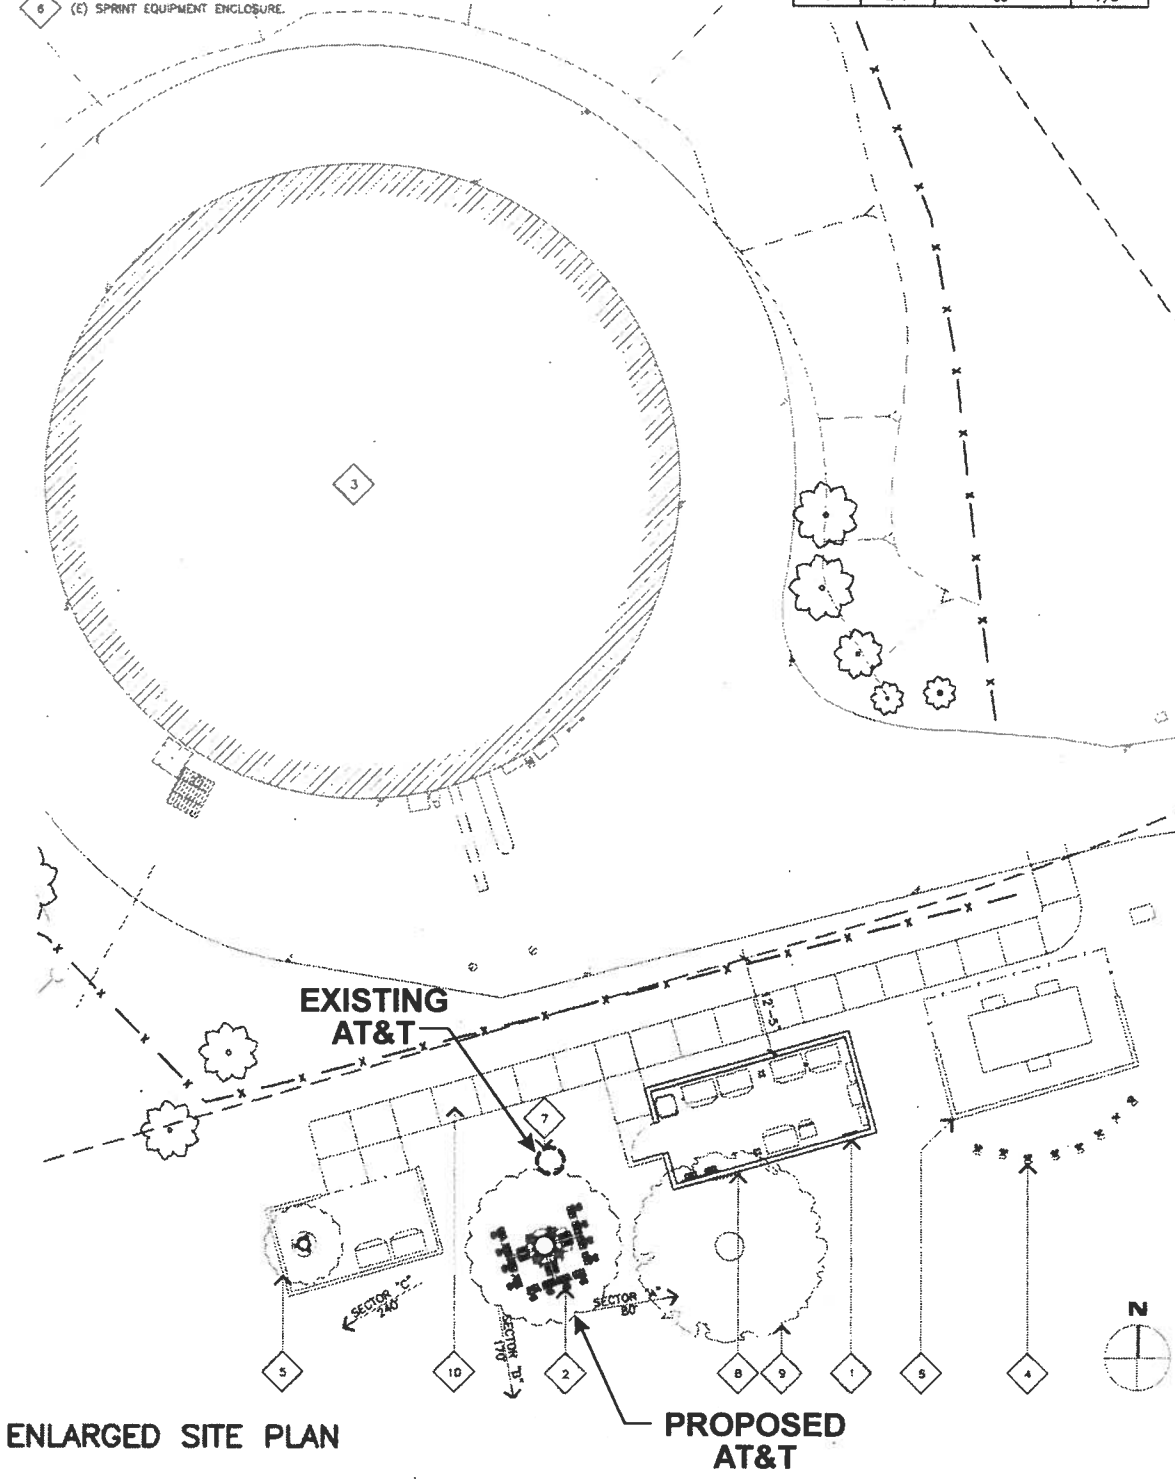 6 (E) SPRINT EQUIPMENT ENCLOSURE.
3
EXISTING
AT&T
12'-5"
7
SECTOR "C"
240°
SECTOR "B"
170°
SECTOR "A"
80°
N
5
10
2
8
9
1
5
4
ENLARGED SITE PLAN
PROPOSED
AT&T